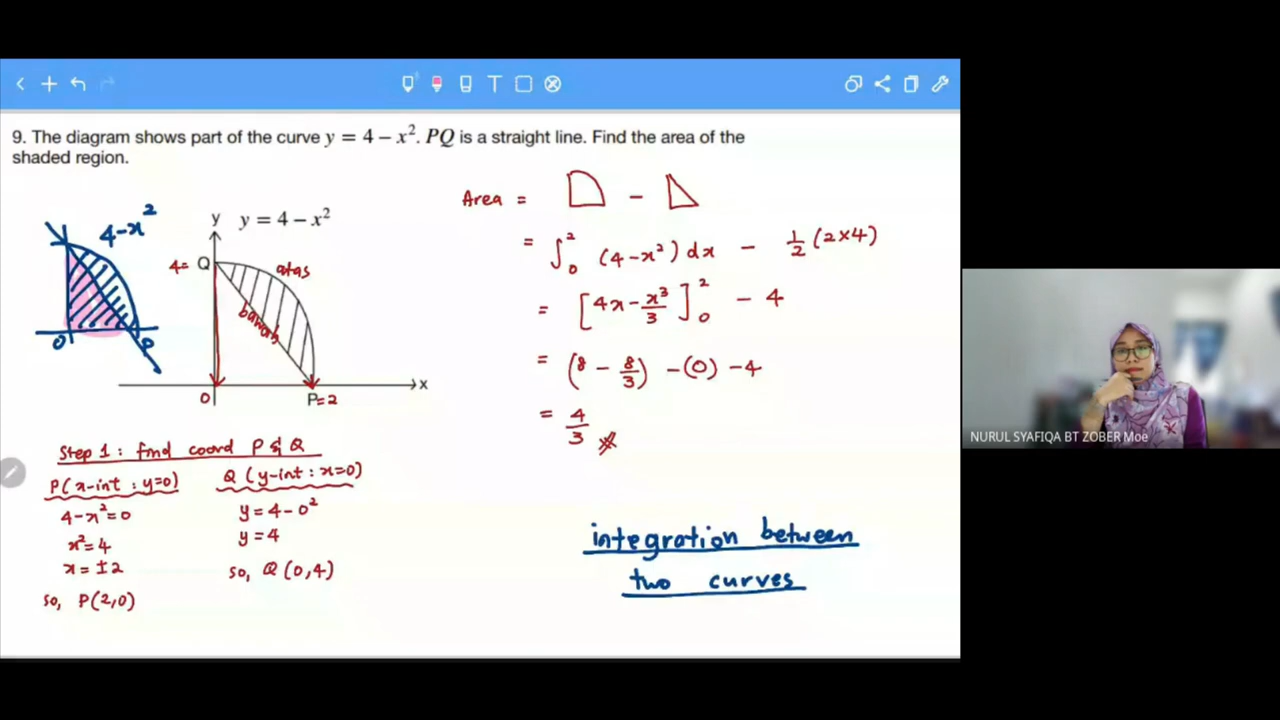 9. The diagram shows part of the curve y = 4 − x². PQ is a straight line. Find the area of the
shaded region.
4-x²
0
y
y = 4 − x²
4=
Q
atas
bawah
x
0
P=2
Step 1 : find coord P & Q
P(x-int : y=0)
4-x²=0
x²=4
x = ±2
so, P(2,0)
Q (y-int : x=0)
y = 4 - 0²
y = 4
so, Q (0,4)
Area = -
= ∫₀² (4-x²) dx - 1/2 (2×4)
= [4x - x³/3]₀² - 4
= (8 - 8/3) -(0) -4
= 4/3
integration between
two curves
NURUL SYAFIQA BT ZOBER Moe